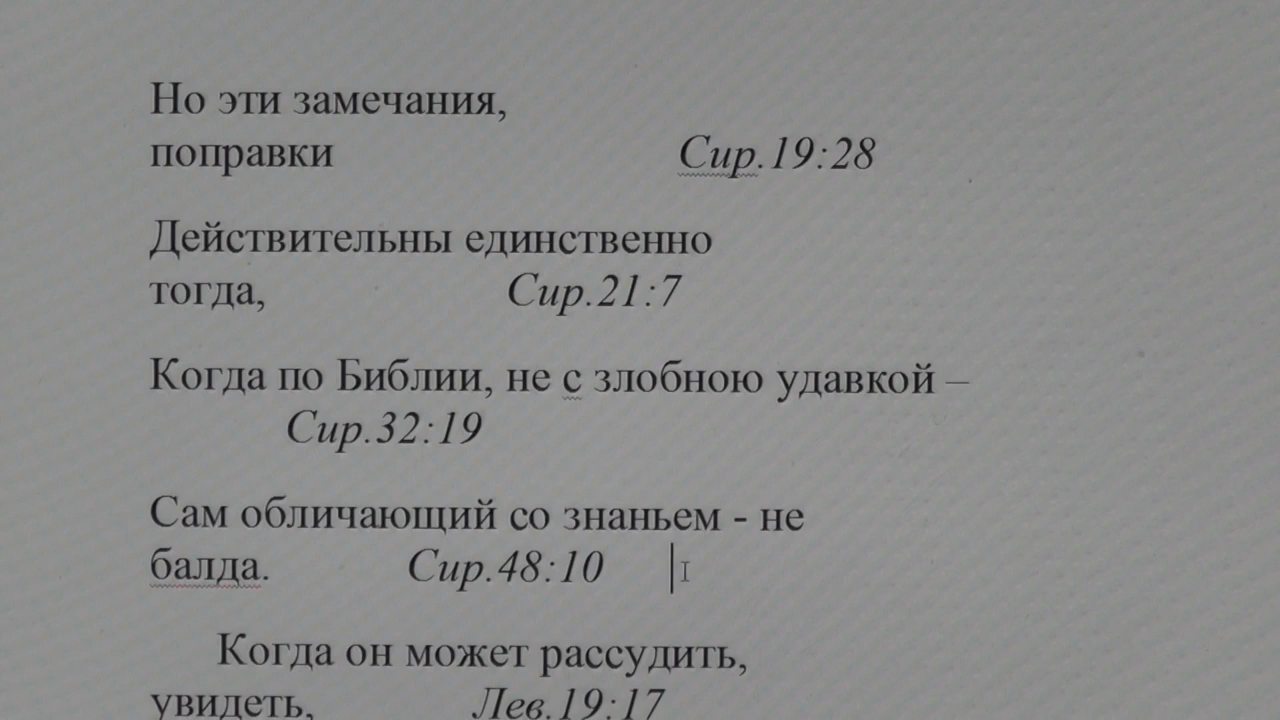 Но эти замечания,
поправки Сир.19:28
Действительны единственно
тогда, Сир.21:7
Когда по Библии, не с злобною удавкой –
Сир.32:19
Сам обличающий со знаньем - не
балда. Сир.48:10
Когда он может рассудить,
увидеть, Лев.19:17